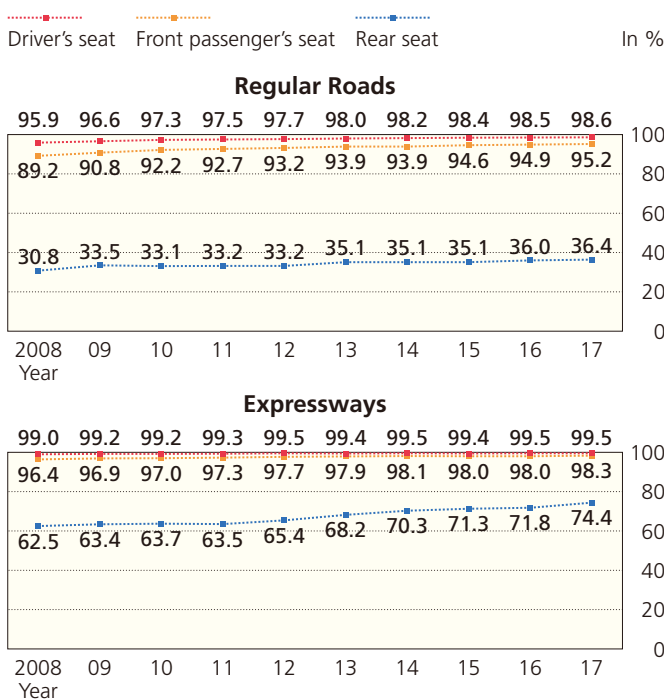 Driver’s seat Front passenger’s seat Rear seat In %
Regular Roads
95.9 96.6 97.3 97.5 97.7 98.0 98.2 98.4 98.5 98.6
100
89.2 90.8 92.2 92.7 93.2 93.9 93.9 94.6 94.9 95.2
80
60
30.8 33.5 33.1 33.2 33.2 35.1 35.1 35.1 36.0 36.4
40
20
0
2008 09 10 11 12 13 14 15 16 17
Year
Expressways
99.0 99.2 99.2 99.3 99.5 99.4 99.5 99.4 99.5 99.5
100
96.4 96.9 97.0 97.3 97.7 97.9 98.1 98.0 98.0 98.3
80
62.5 63.4 63.7 63.5 65.4 68.2 70.3 71.3 71.8 74.4
60
40
20
0
2008 09 10 11 12 13 14 15 16 17
Year